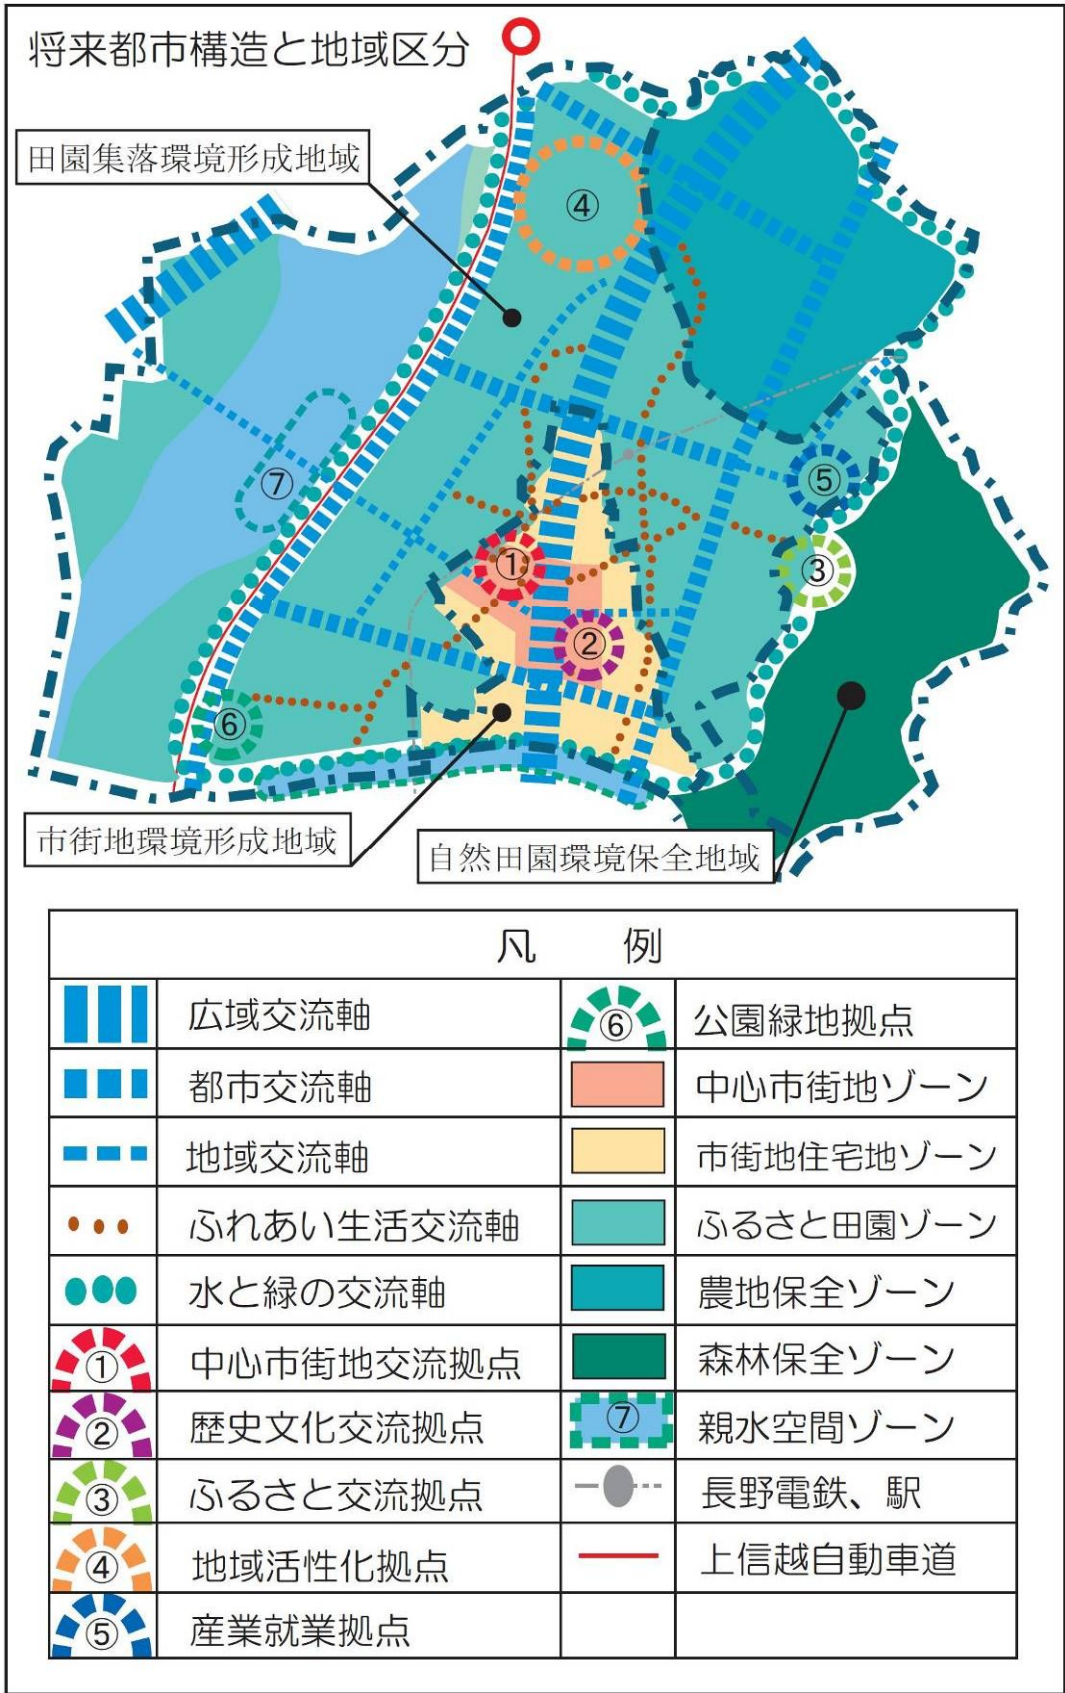 将来都市構造と地域区分
田園集落環境形成地域
④
⑦
⑤
①
③
②
⑥
市街地環境形成地域
自然田園環境保全地域
凡 例
広域交流軸
⑥ 公園緑地拠点
都市交流軸
中心市街地ゾーン
地域交流軸
市街地住宅地ゾーン
ふれあい生活交流軸
ふるさと田園ゾーン
水と緑の交流軸
農地保全ゾーン
① 中心市街地交流拠点
森林保全ゾーン
② 歴史文化交流拠点
⑦ 親水空間ゾーン
③ ふるさと交流拠点
長野電鉄、駅
④ 地域活性化拠点
上信越自動車道
⑤ 産業就業拠点